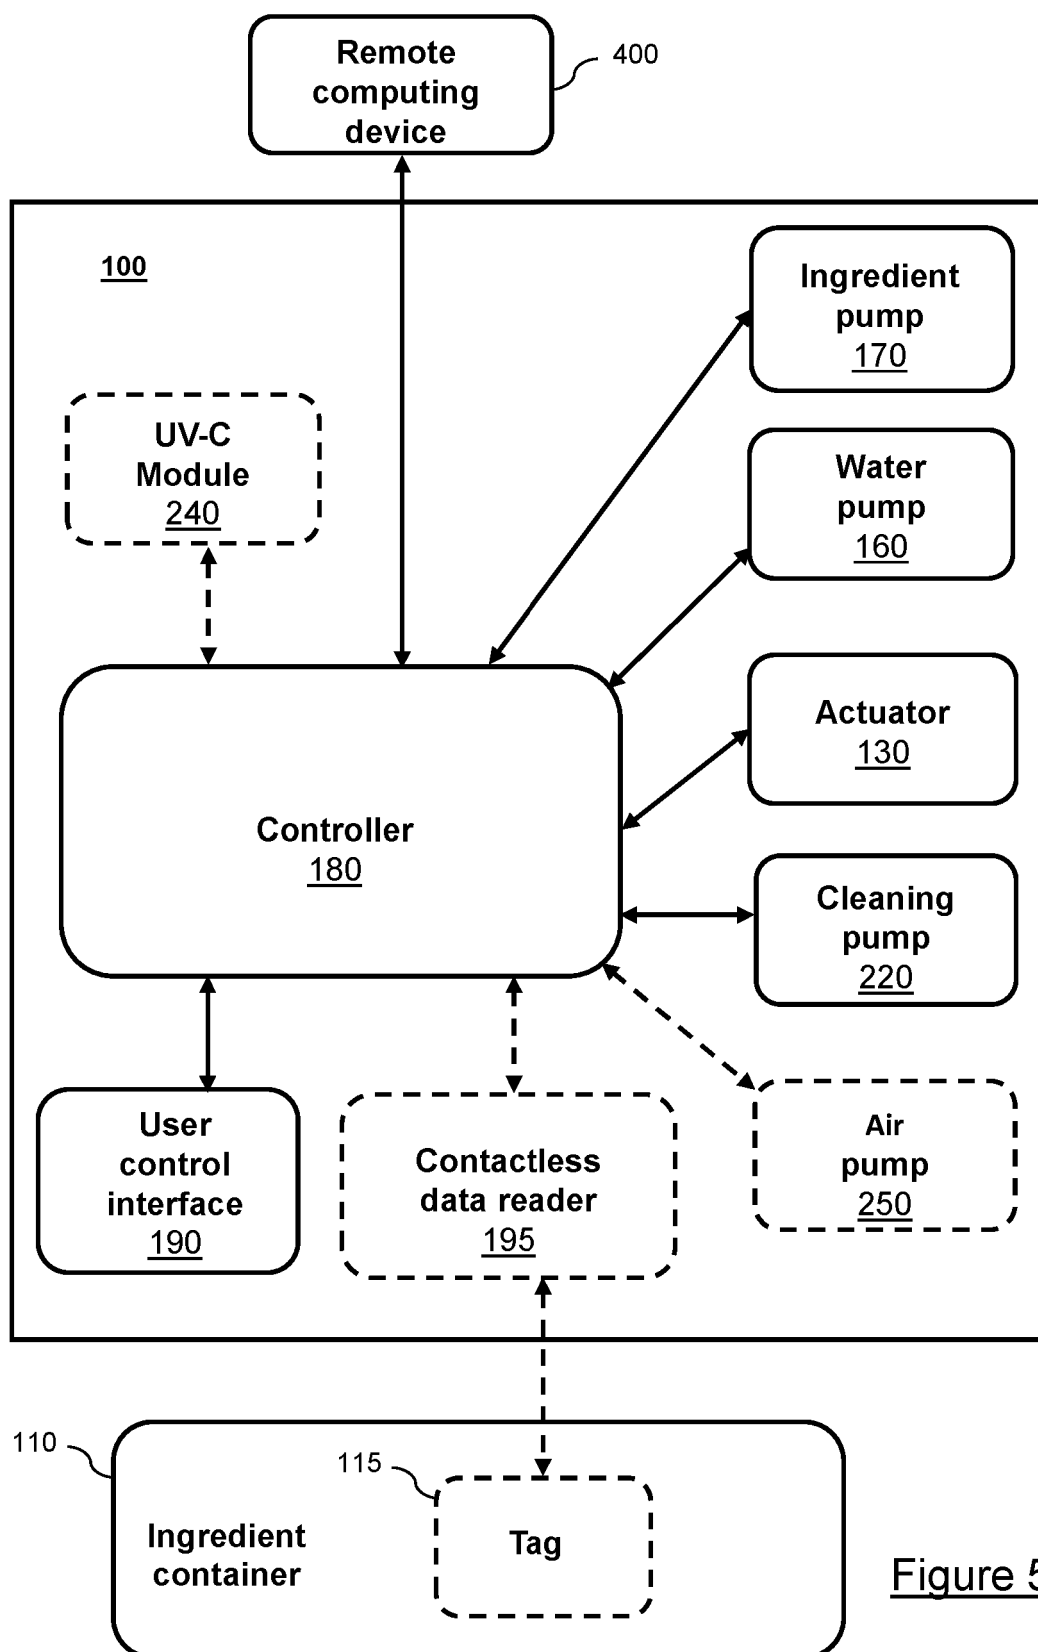 Remote
computing
device
400
100
Ingredient
pump
170
UV-C
Module
240
Water
pump
160
Actuator
130
Controller
180
Cleaning
pump
220
User
control
interface
190
Contactless
data reader
195
Air
pump
250
110
115
Ingredient
container
Tag
Figure 5